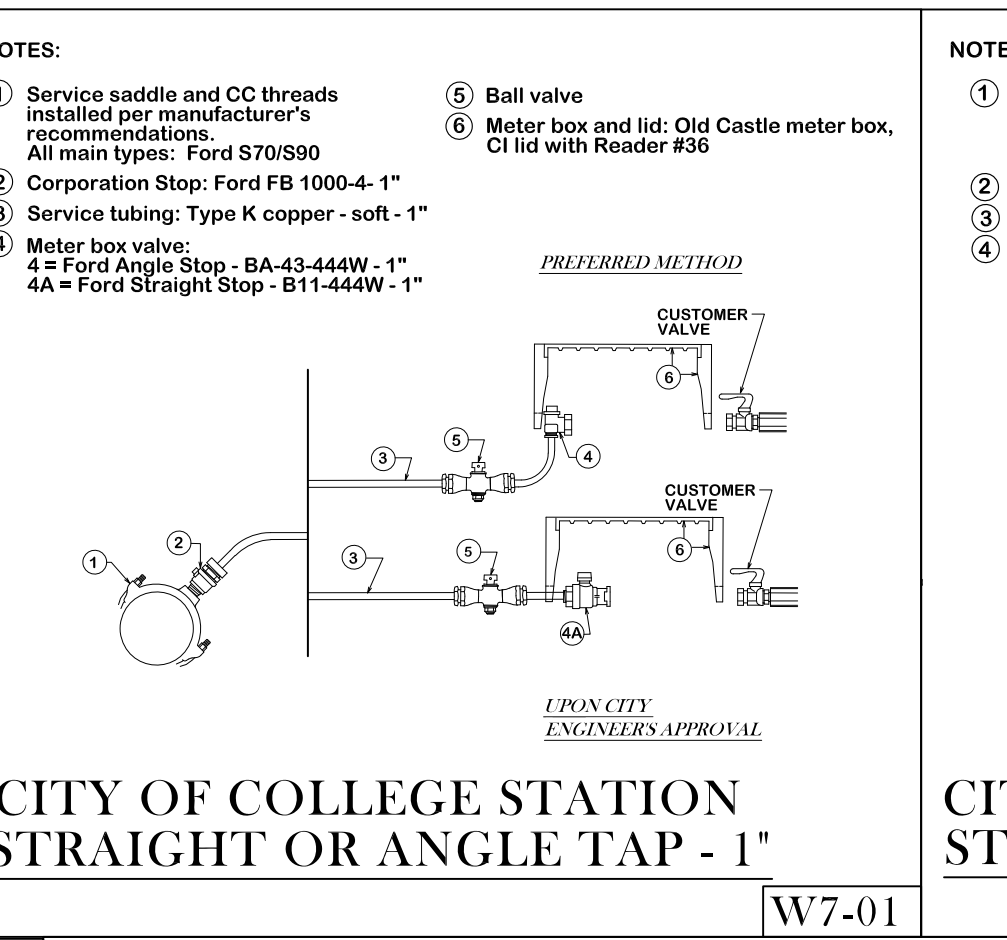 OTES:
1 Service saddle and CC threads
installed per manufacturer's
recommendations.
All main types: Ford S70/S90
2 Corporation Stop: Ford FB 1000-4- 1"
3 Service tubing: Type K copper - soft - 1"
4 Meter box valve:
4 = Ford Angle Stop - BA-43-444W - 1"
4A = Ford Straight Stop - B11-444W - 1"
5 Ball valve
6 Meter box and lid: Old Castle meter box,
CI lid with Reader #36
PREFERRED METHOD
CUSTOMER
VALVE
6
5
3
4
CUSTOMER
VALVE
2
1
3
5
6
4A
UPON CITY
ENGINEER'S APPROVAL
CITY OF COLLEGE STATION
STRAIGHT OR ANGLE TAP - 1"
W7-01
NOTE
1
2
3
4
CI
ST